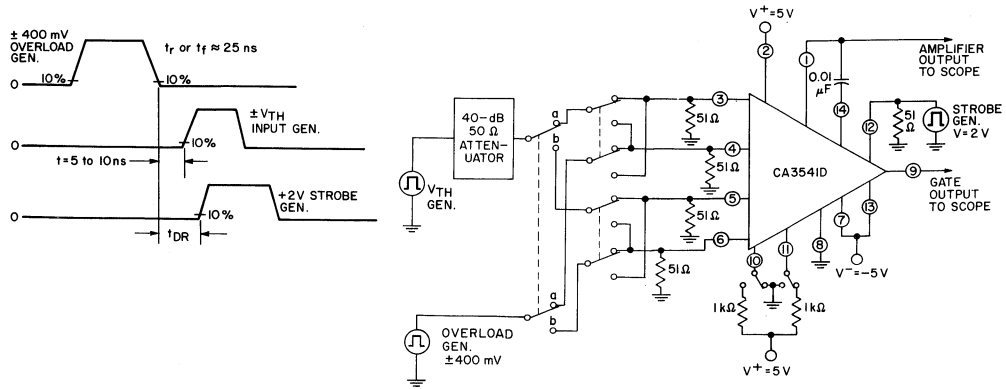 ± 400 mV
OVERLOAD
GEN.
tr or tf ≈ 25 ns
0
10%
10%
±VTH
INPUT GEN.
0
10%
t=5 to 10ns
+2V STROBE
GEN.
0
10%
tDR
40-dB
50 Ω
ATTEN-
UATOR
VTH
GEN.
a
b
a
b
OVERLOAD
GEN.
±400 mV
51Ω
51Ω
51Ω
51Ω
3
4
5
6
V+=5V
2
1
0.01
μF
14
AMPLIFIER
OUTPUT
TO SCOPE
12
51
Ω
STROBE
GEN.
V=2V
CA3541D
9
GATE
OUTPUT
TO SCOPE
10
11
8
7
13
V-=-5V
1kΩ
1kΩ
V+=5V